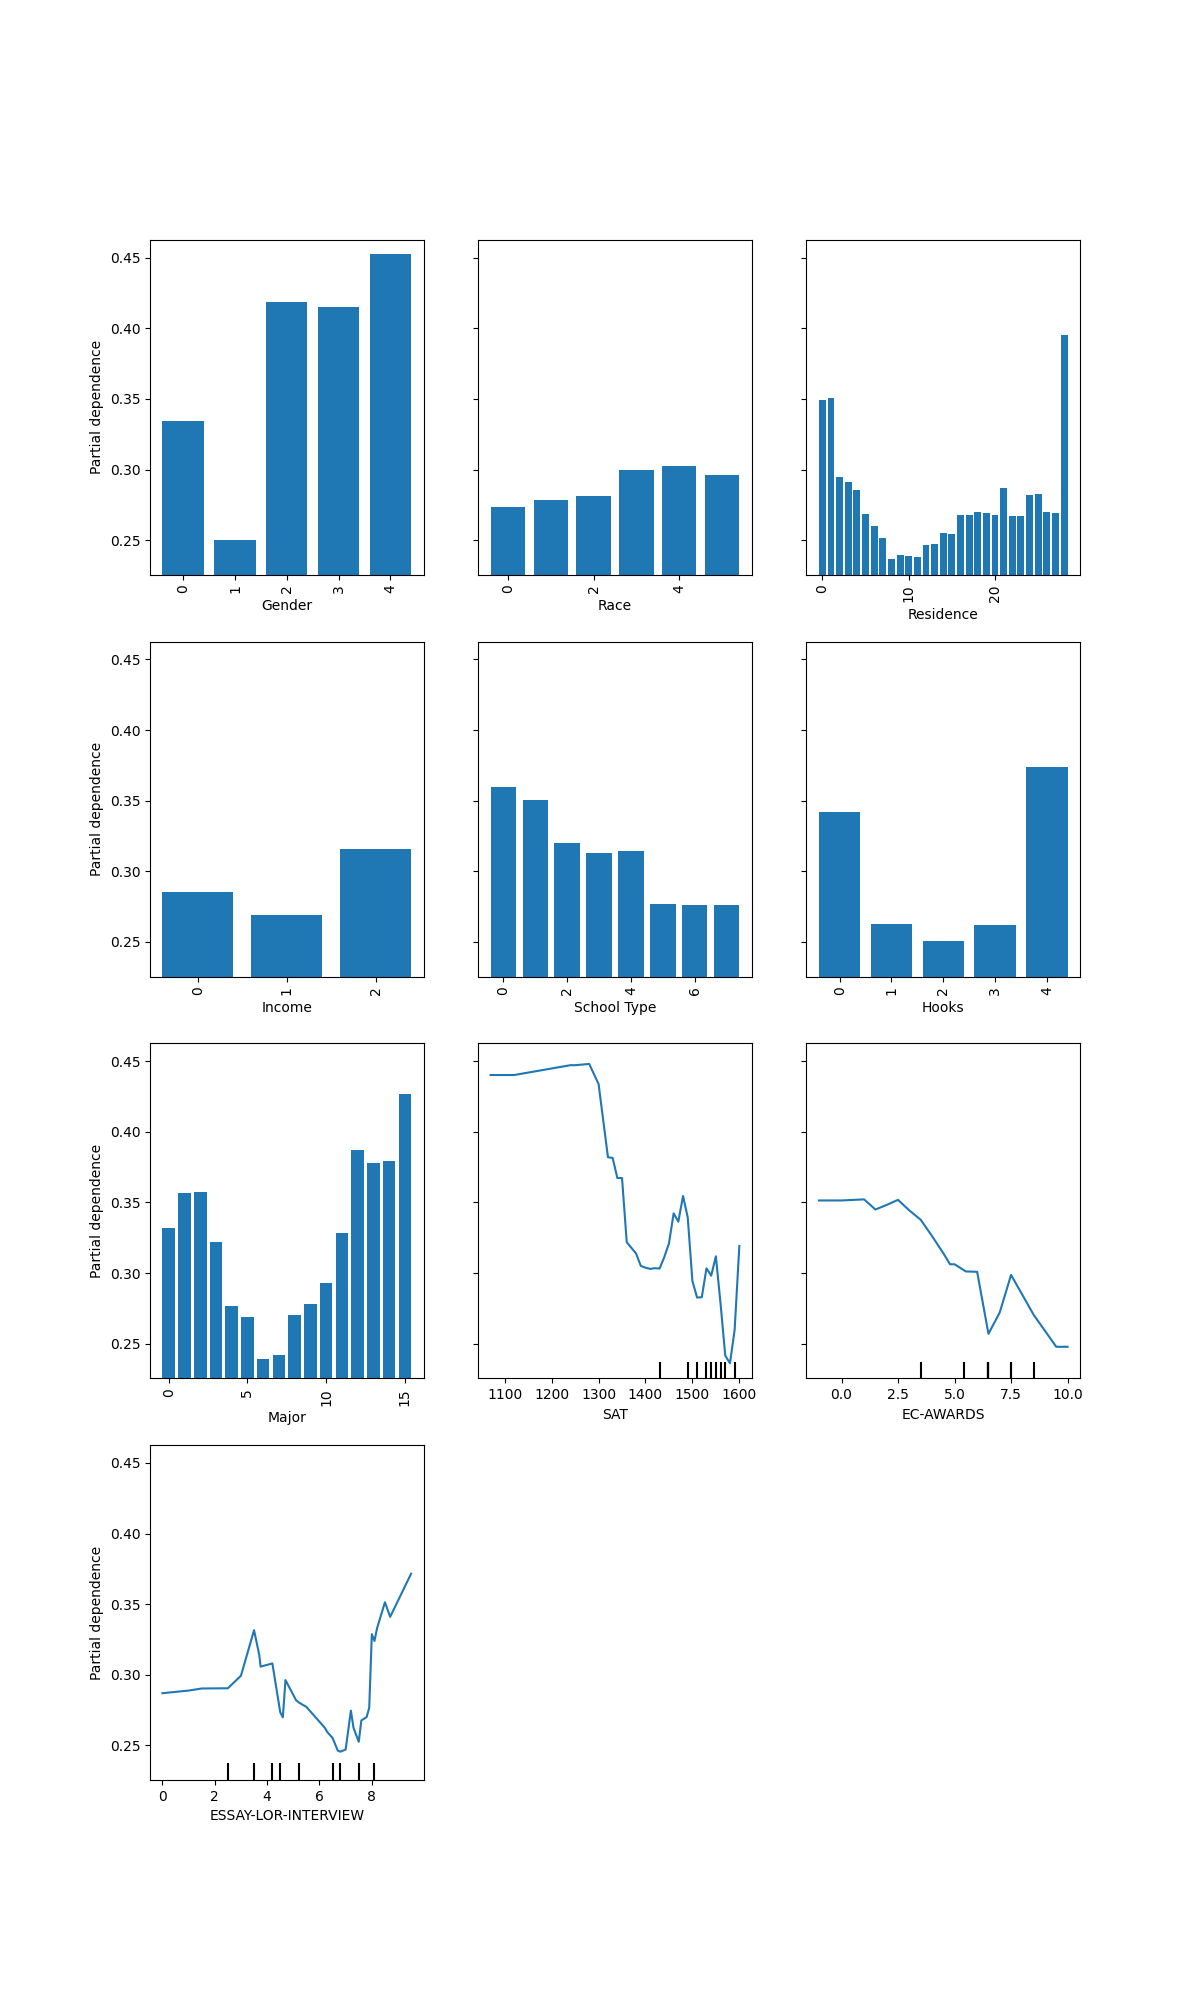 0.45
0.40
0.35
0.30
0.25
Partial dependence
0 1 2 3 4
Gender
0 2 4
Race
0 10 20
Residence
0.45
0.40
0.35
0.30
0.25
Partial dependence
0 1 2
Income
0 2 4 6
School Type
0 1 2 3 4
Hooks
0.45
0.40
0.35
0.30
0.25
Partial dependence
0 5 10 15
Major
1100 1200 1300 1400 1500 1600
SAT
0.0 2.5 5.0 7.5 10.0
EC-AWARDS
0.45
0.40
0.35
0.30
0.25
Partial dependence
0 2 4 6 8
ESSAY-LOR-INTERVIEW